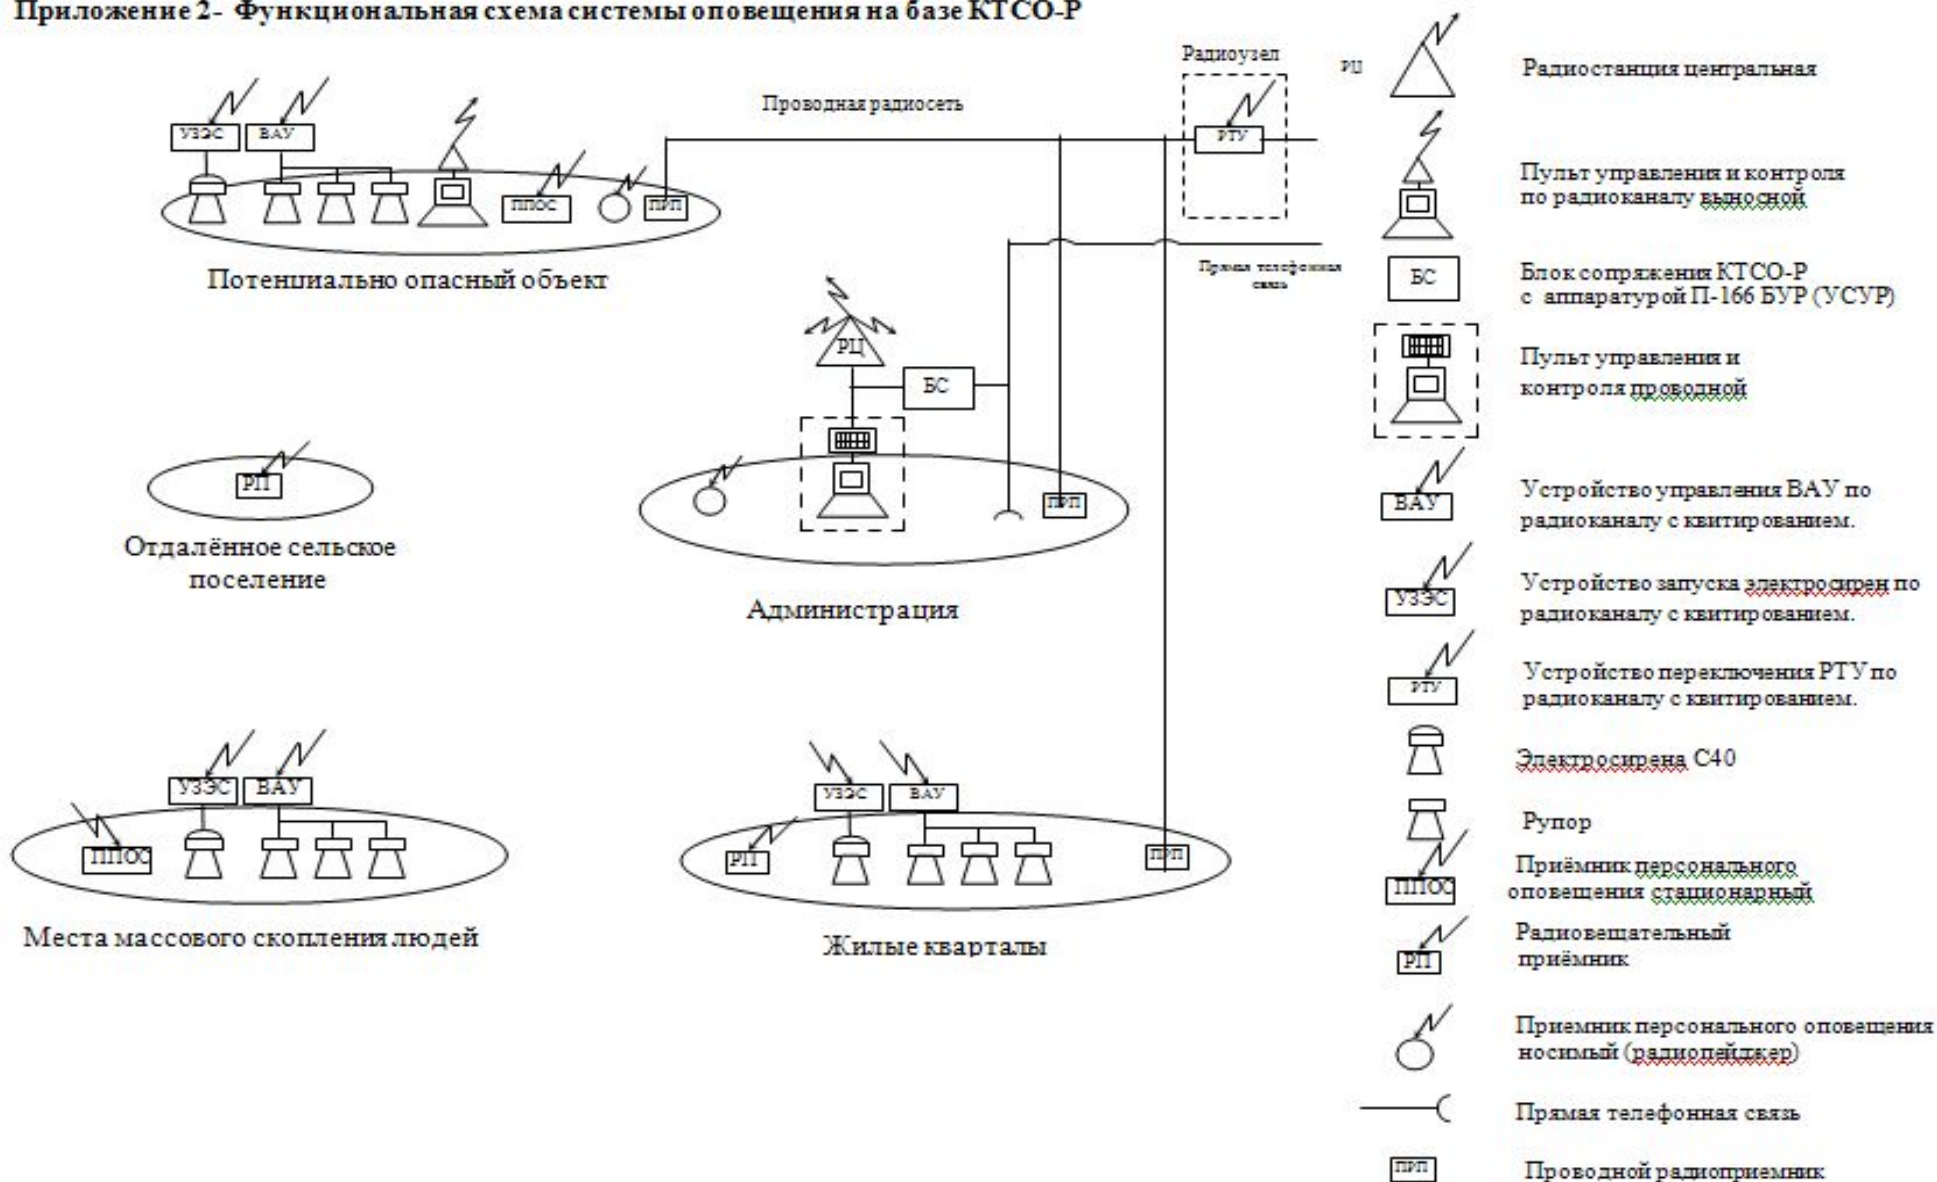 Приложение 2- Функциональная схема системы оповещения на базе КТСО-Р
Радиоузел
Проводная радиосеть
УЗЭС
ВАУ
РТУ
ППОС
ПРП
Потенциально опасный объект
Прямая телефонная
связь
РЦ
БС
РП
ПРП
Отдалённое сельское
поселение
Администрация
УЗЭС
ВАУ
ППОС
Места массового скопления людей
УЗЭС
ВАУ
РП
ПРП
Жилые кварталы
РЦ
Радиостанция центральная
Пульт управления и контроля
по радиоканалу выносной
БС
Блок сопряжения КТСО-Р
с аппаратурой П-166 БУР (УСУР)
Пульт управления и
контроля проводной
ВАУ
Устройство управления ВАУ по
радиоканалу с квитированием.
УЗЭС
Устройство запуска электросирен по
радиоканалу с квитированием.
РТУ
Устройство переключения РТУ по
радиоканалу с квитированием.
Электросирена С40
Рупор
ППОС
Приёмник персонального
оповещения стационарный
РП
Радиовещательный
приёмник
Приемник персонального оповещения
носимый (радиопейджер)
Прямая телефонная связь
ПРП
Проводной радиоприемник